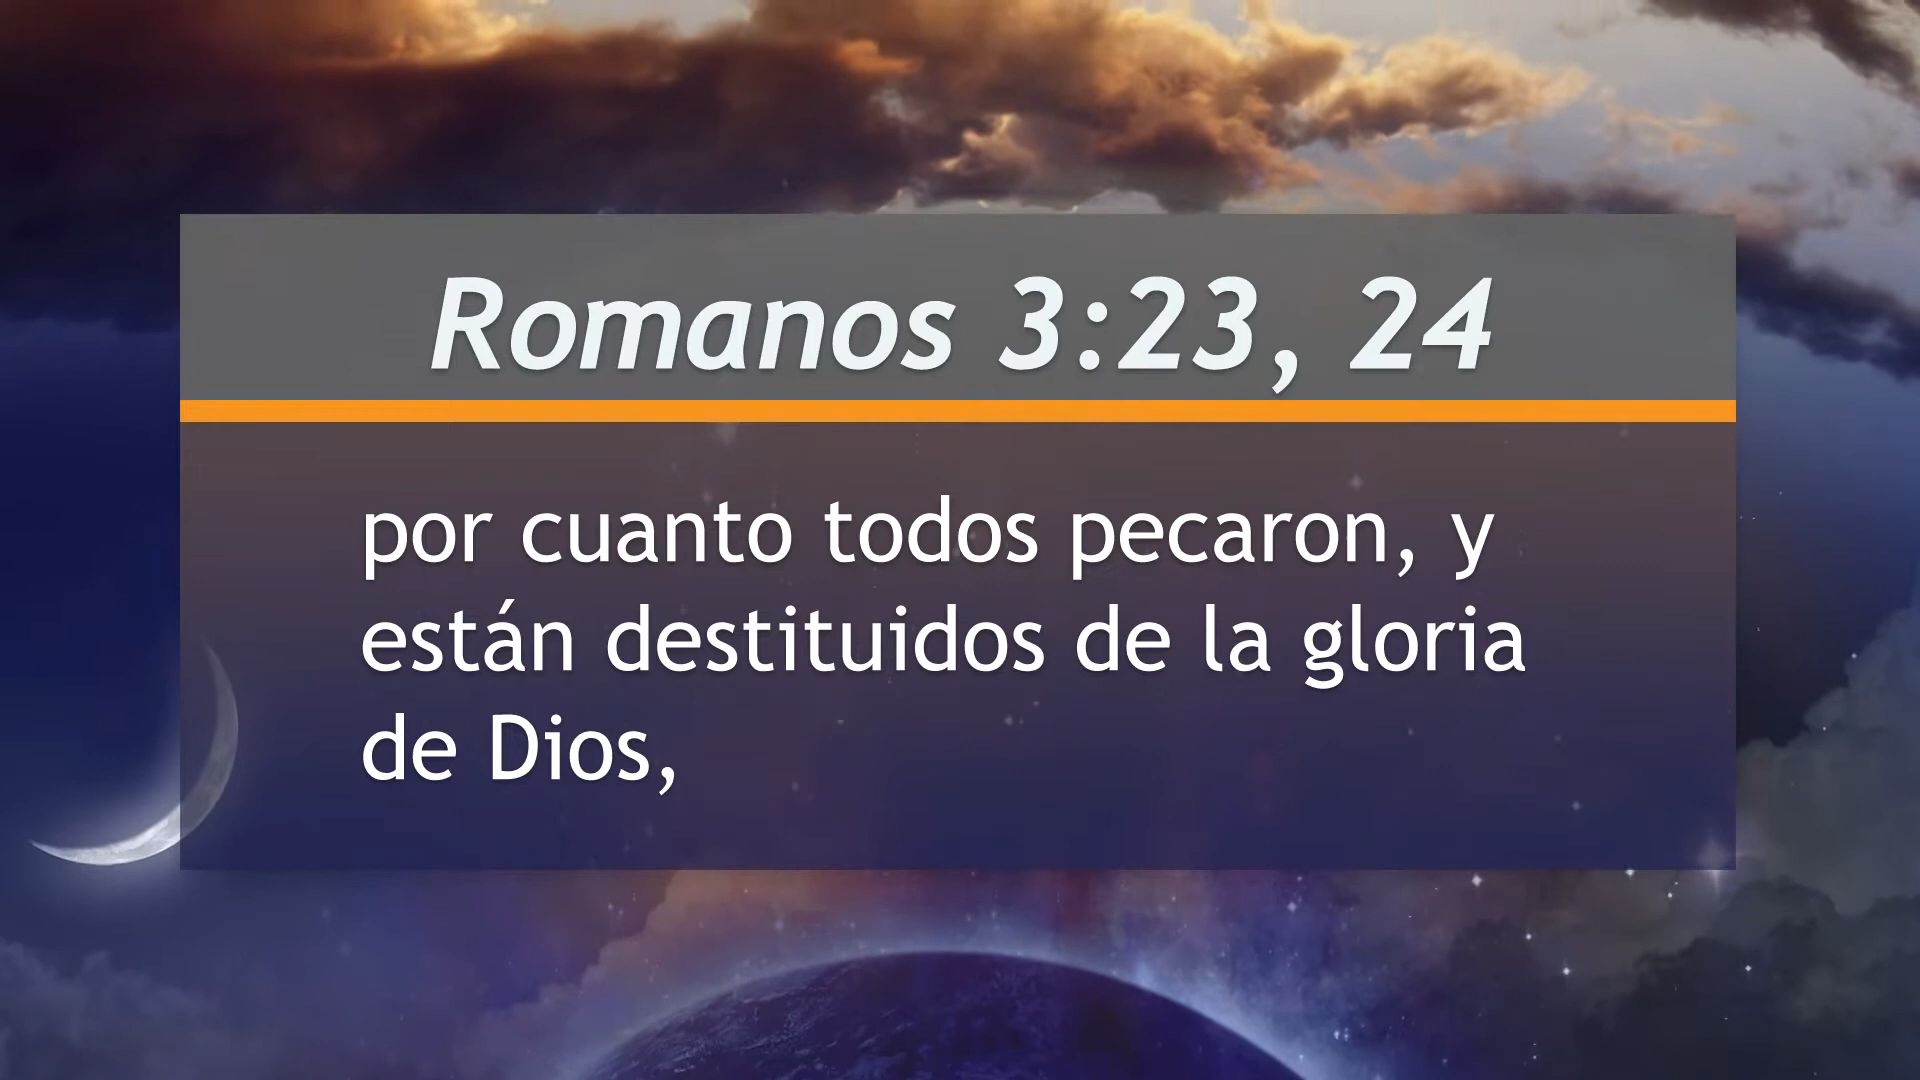 Romanos 3:23, 24
por cuanto todos pecaron, y
están destituidos de la gloria
de Dios,